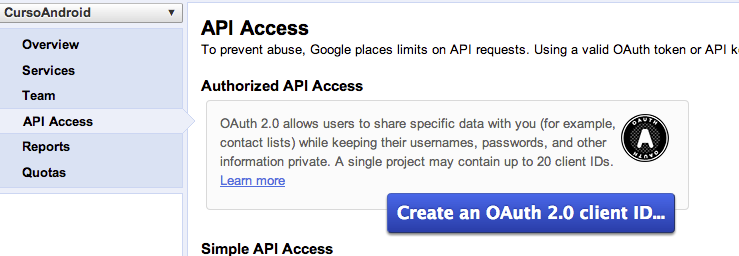 CursoAndroid
Overview
Services
Team
API Access
Reports
Quotas
API Access
To prevent abuse, Google places limits on API requests. Using a valid OAuth token or API
Authorized API Access
OAuth 2.0 allows users to share specific data with you (for example,
contact lists) while keeping their usernames, passwords, and other
information private. A single project may contain up to 20 client IDs.
Learn more
OAUTH
A
OAUTH
Create an OAuth 2.0 client ID...
Simple API Access